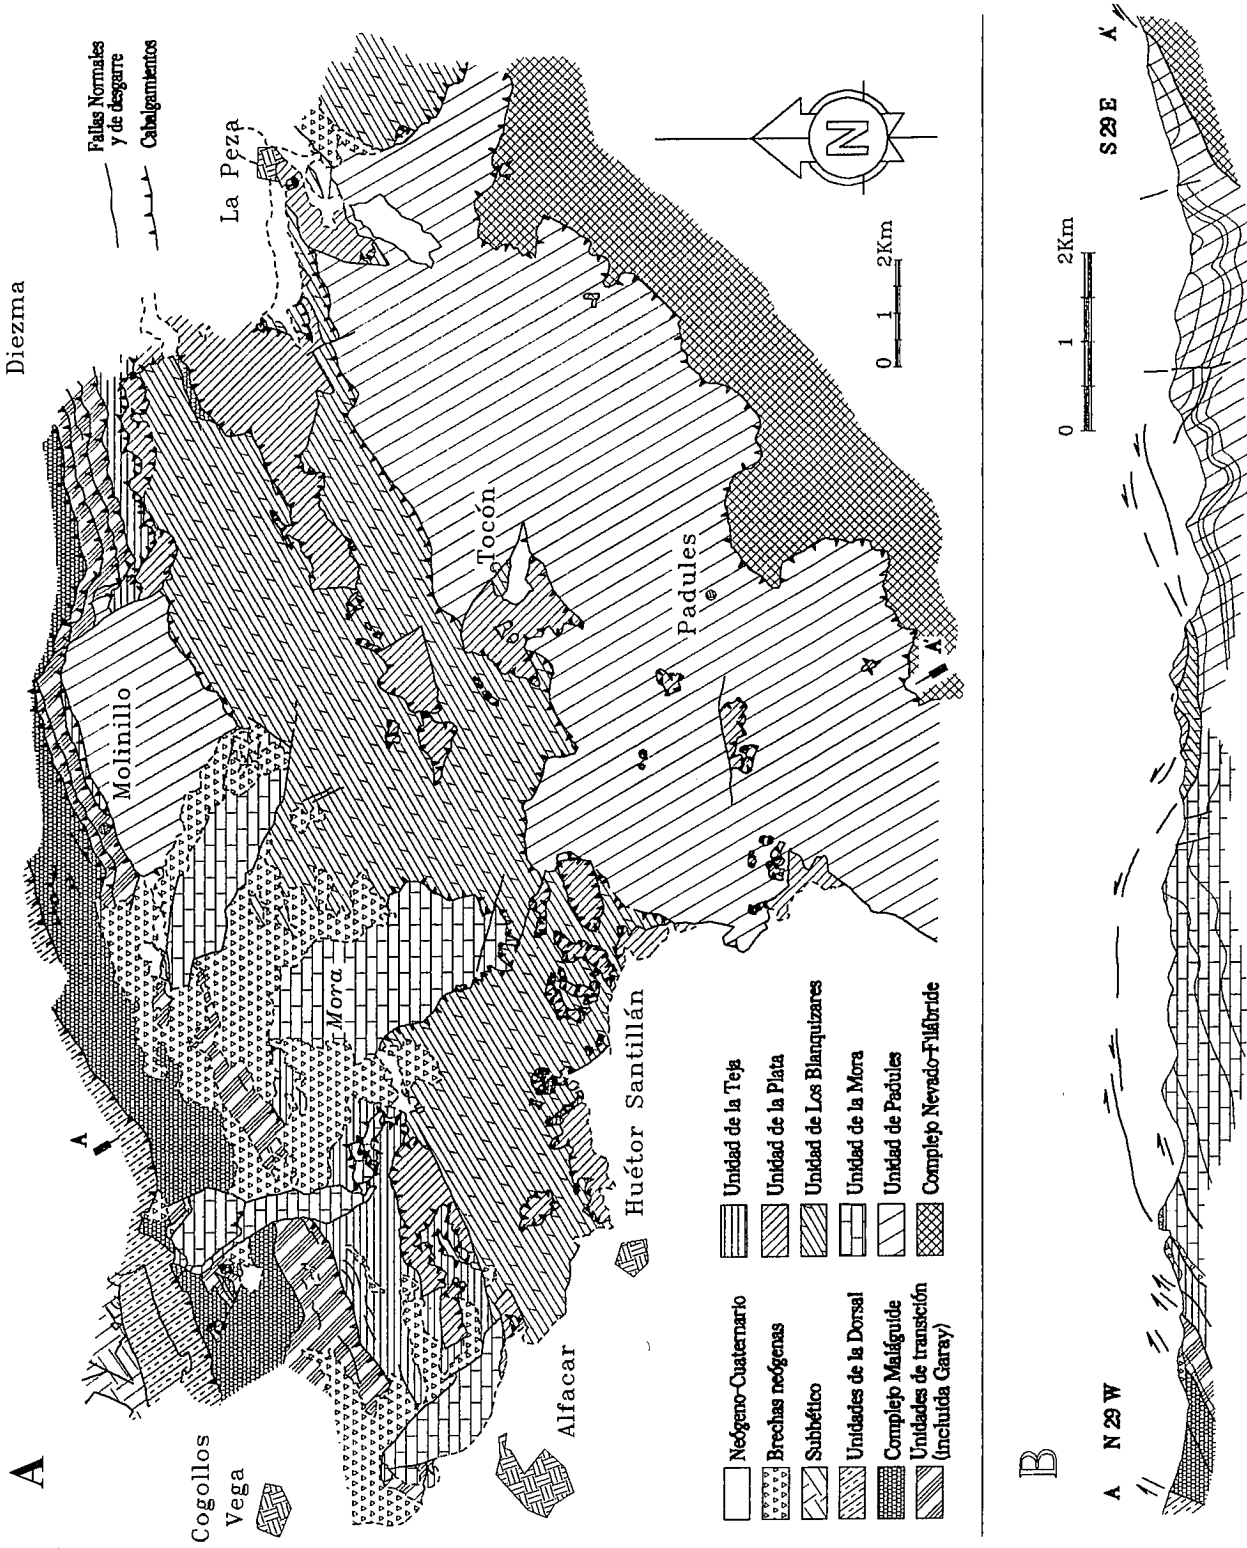 A
Diezma
Fallas Normales
y de desgarre
Cabalgamientos
La Peza
Molinillo
Tocón
Padules
Mora
A
A'
N
0 1 2Km
Cogollos
Vega
Alfacar
Huétor Santillán
Neógeno-Cuaternario
Brechas neógenas
Subbético
Unidades de la Dorsal
Complejo Maláguide
Unidades de transición
(incluida Garay)
Unidad de la Teja
Unidad de la Plata
Unidad de Los Blanquizares
Unidad de la Mora
Unidad de Padules
Complejo Nevado-Filábride
B
A N 29 W
S 29 E A'
0 1 2Km